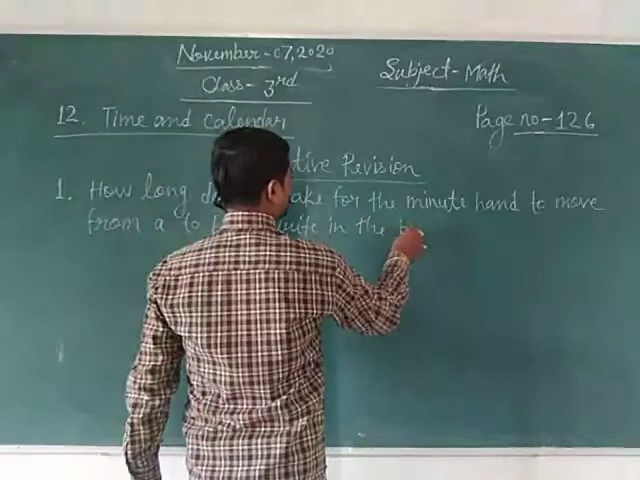 November-07,2020
Class- 3rd
Subject-Math
12. Time and Calendar
Page no-126
tive Revision
1. How long d ake for the minute hand to move
from a to in the